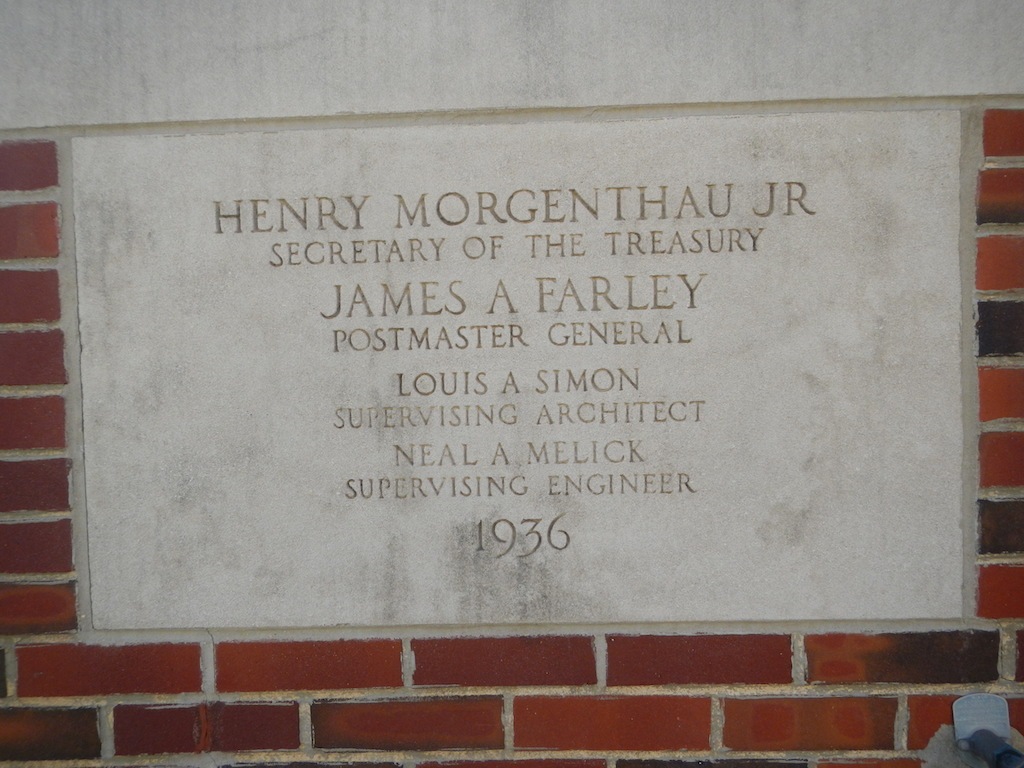 HENRY MORGENTHAU JR
SECRETARY OF THE TREASURY
JAMES A FARLEY
POSTMASTER GENERAL
LOUIS A SIMON
SUPERVISING ARCHITECT
NEAL A MELICK
SUPERVISING ENGINEER
1936